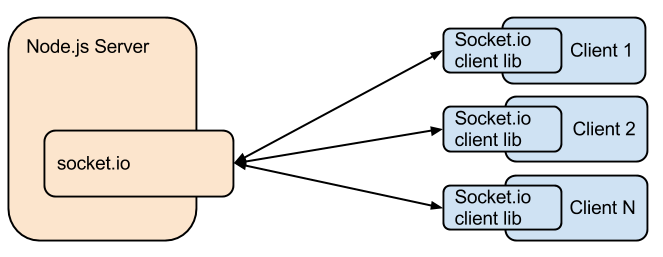 Node.js Server
socket.io
Socket.io
client lib
Client 1
Socket.io
client lib
Client 2
Socket.io
client lib
Client N